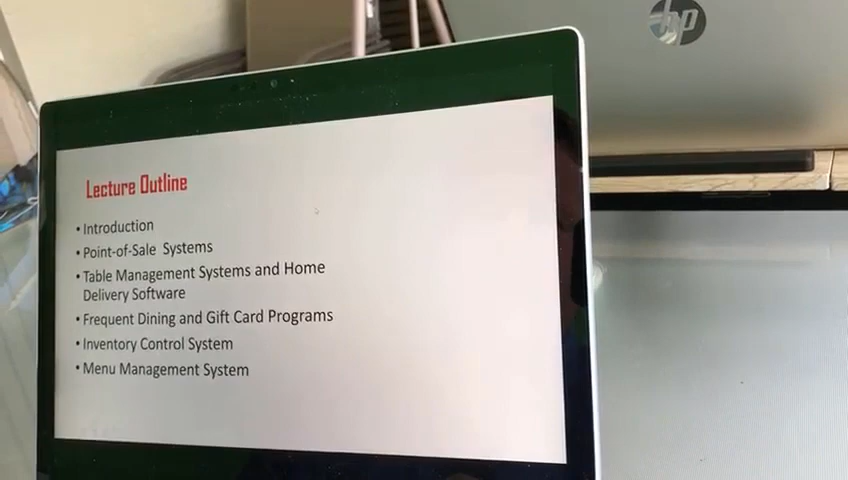 hp
Lecture Outline
• Introduction
• Point-of-Sale Systems
• Table Management Systems and Home
Delivery Software
• Frequent Dining and Gift Card Programs
• Inventory Control System
• Menu Management System